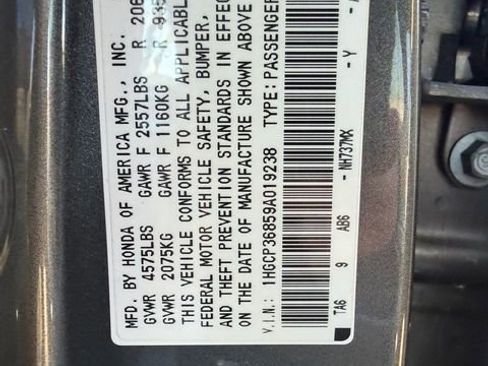 MFD. BY HONDA OF AMERICA MFG., INC.
GVWR 4575LBS GAWR F 2557LBS R
GVWR 2075KG GAWR F 1160KG R
THIS VEHICLE CONFORMS TO ALL APPLICABLE
FEDERAL MOTOR VEHICLE SAFETY, BUMPER,
AND THEFT PREVENTION STANDARDS IN
ON THE DATE OF MANUFACTURE SHOWN ABOVE
V.I.N.: 1HGCP36859A019238 TYPE: PASSENGER
TA6 9 AB6 - NH737MX - Y -